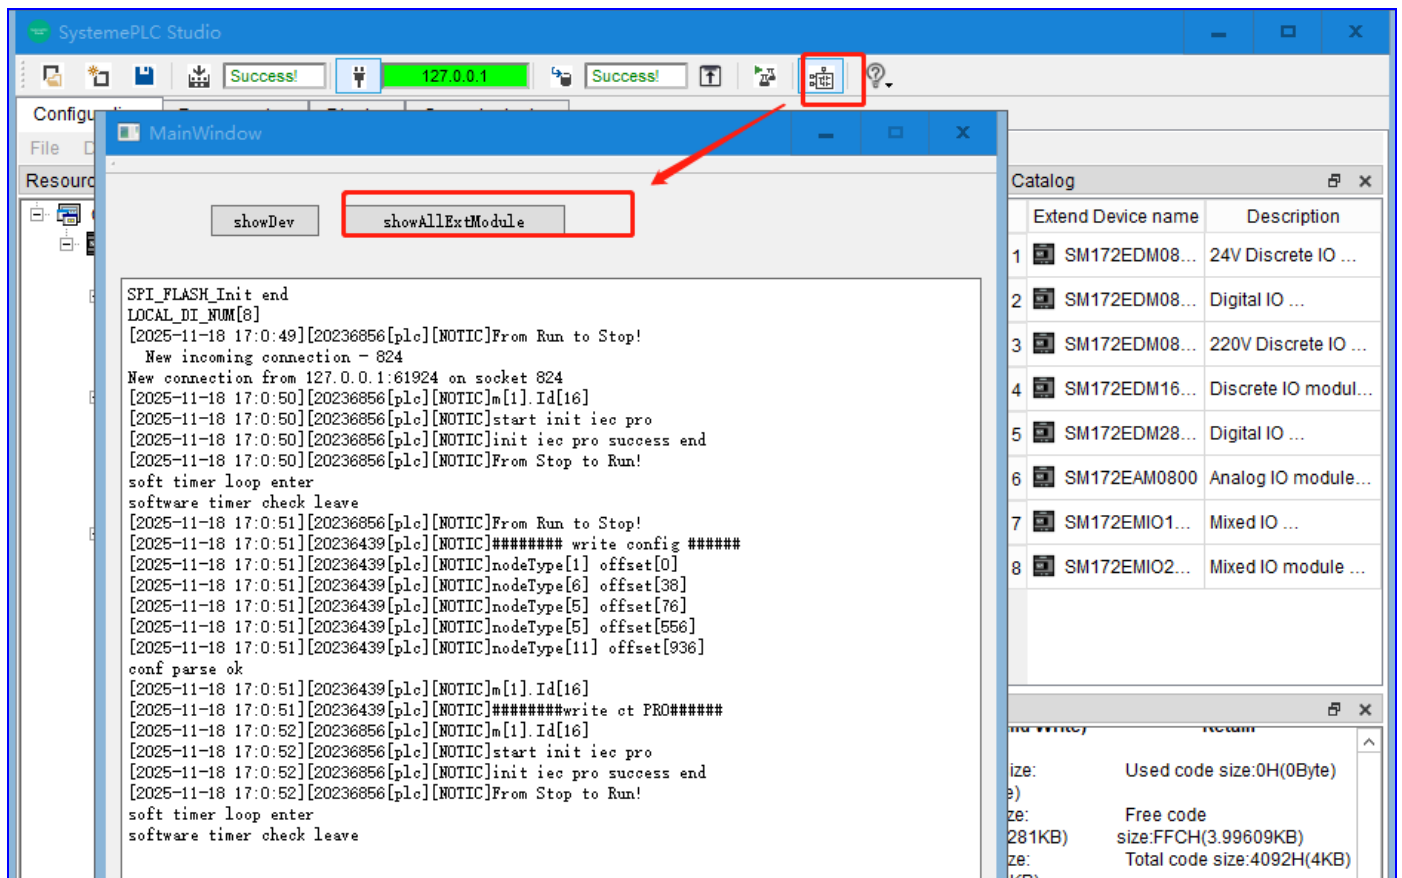 SystemePLC Studio
Success!
127.0.0.1
Success!
MainWindow
File
Catalog
showDev
showAllExtModule
Extend Device name
Description
1
SM172EDM08...
24V Discrete IO ...
2
SM172EDM08...
Digital IO ...
3
SM172EDM08...
220V Discrete IO ...
4
SM172EDM16...
Discrete IO modul...
5
SM172EDM28...
Digital IO ...
6
SM172EAM0800
Analog IO module...
7
SM172EMIO1...
Mixed IO ...
8
SM172EMIO2...
Mixed IO module ...
SPI_FLASH_Init end
LOCAL_DI_NUM[8]
[2025-11-18 17:0:49][20236856[plc][NOTIC]From Run to Stop!
New incoming connection - 824
New connection from 127.0.0.1:61924 on socket 824
[2025-11-18 17:0:50][20236856[plc][NOTIC]m[1].Id[16]
[2025-11-18 17:0:50][20236856[plc][NOTIC]start init iec pro
[2025-11-18 17:0:50][20236856[plc][NOTIC]init iec pro success end
[2025-11-18 17:0:50][20236856[plc][NOTIC]From Stop to Run!
soft timer loop enter
software timer check leave
[2025-11-18 17:0:51][20236856[plc][NOTIC]From Run to Stop!
[2025-11-18 17:0:51][20236439[plc][NOTIC]######## write config ######
[2025-11-18 17:0:51][20236439[plc][NOTIC]nodeType[1] offset[0]
[2025-11-18 17:0:51][20236439[plc][NOTIC]nodeType[6] offset[38]
[2025-11-18 17:0:51][20236439[plc][NOTIC]nodeType[5] offset[76]
[2025-11-18 17:0:51][20236439[plc][NOTIC]nodeType[5] offset[556]
[2025-11-18 17:0:51][20236439[plc][NOTIC]nodeType[11] offset[936]
conf parse ok
[2025-11-18 17:0:51][20236439[plc][NOTIC]m[1].Id[16]
[2025-11-18 17:0:51][20236439[plc][NOTIC]########write ct PRO######
[2025-11-18 17:0:52][20236856[plc][NOTIC]m[1].Id[16]
[2025-11-18 17:0:52][20236856[plc][NOTIC]start init iec pro
[2025-11-18 17:0:52][20236856[plc][NOTIC]init iec pro success end
[2025-11-18 17:0:52][20236856[plc][NOTIC]From Stop to Run!
soft timer loop enter
software timer check leave
Used code size:0H(0Byte)
Free code
281KB) size:FFCH(3.99609KB)
Total code size:4092H(4KB)